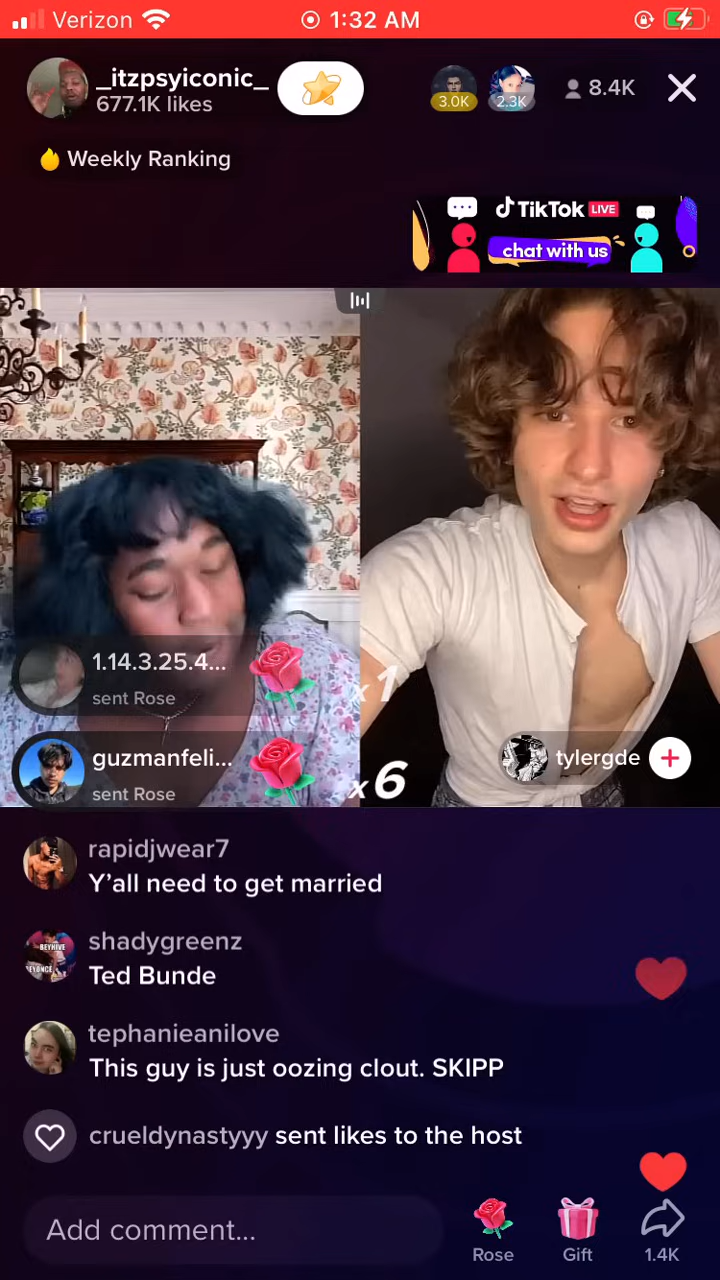 Verizon
1:32 AM
_itzpsyiconic_
677.1K likes
3.0K
2.3K
8.4K
Weekly Ranking
TikTok LIVE
chat with us
1.14.3.25.4...
sent Rose
x1
guzmanfeli...
sent Rose
x6
tylergde
rapidjwear7
Y'all need to get married
shadygreenz
BEYHIVE
Ted Bunde
tephanieanilove
This guy is just oozing clout. SKIPP
crueldynastyyy sent likes to the host
Add comment...
Rose
Gift
1.4K